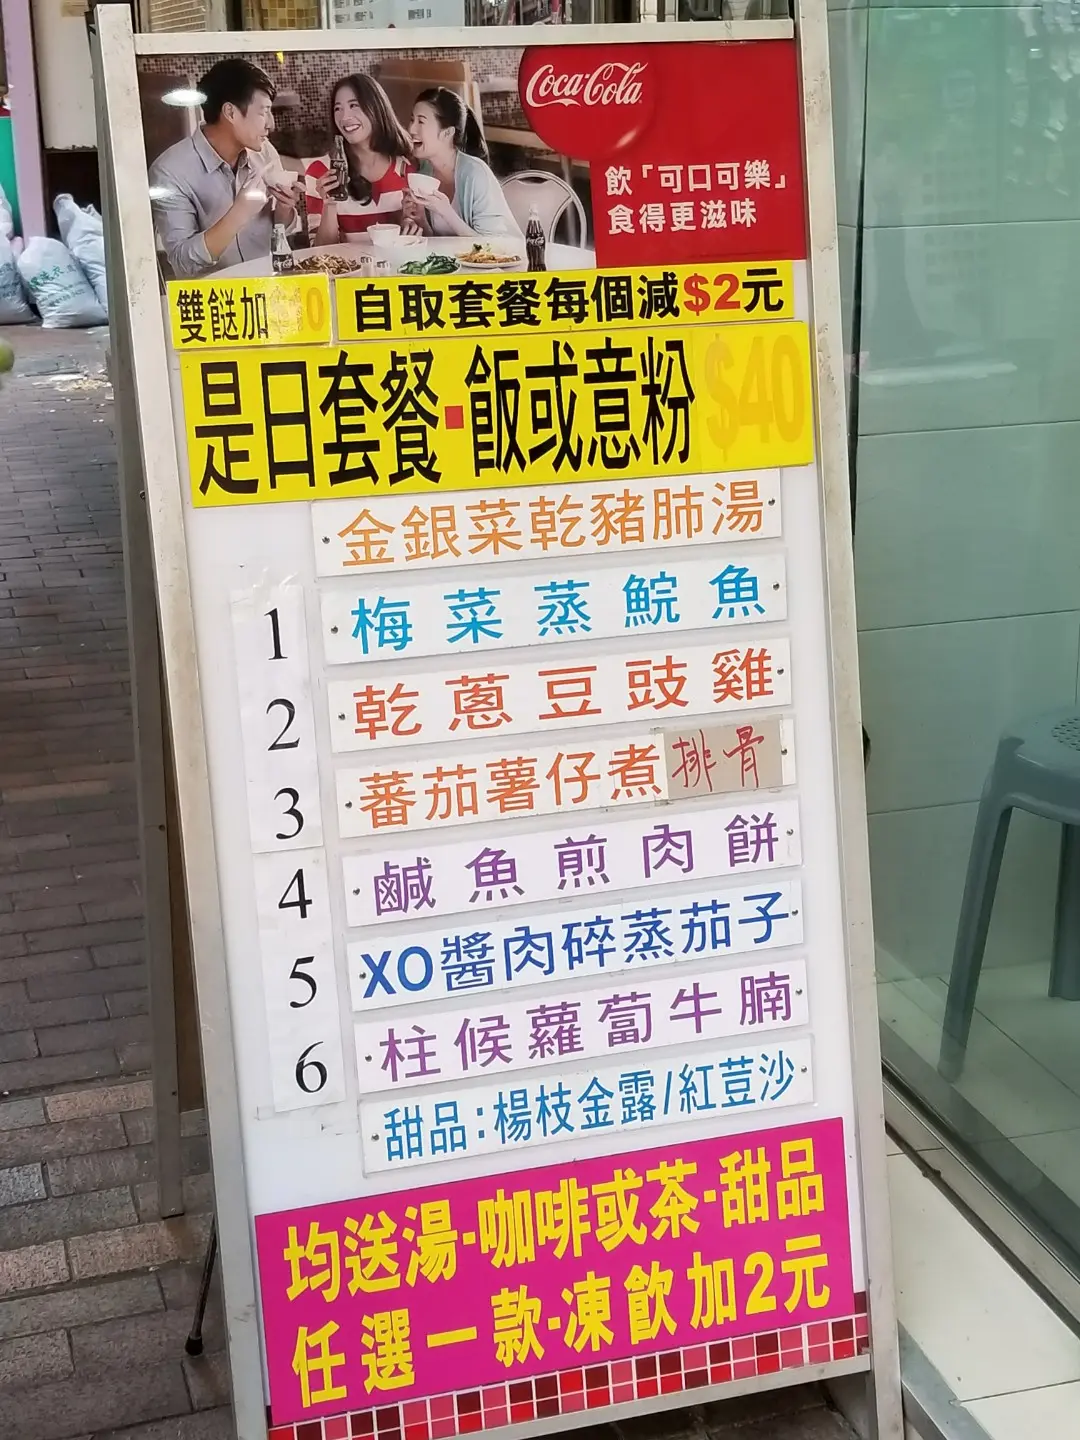 Coca-Cola
飲「可口可樂」
食得更滋味
雙餸加
自取套餐每個減$2元
是日套餐·飯或意粉 $40
金銀菜乾豬肺湯
1 梅菜蒸鯇魚
2 乾蔥豆豉雞
3 蕃茄薯仔煮排骨
4 鹹魚煎肉餅
5 XO醬肉碎蒸茄子
6 柱侯蘿蔔牛腩
甜品:楊枝金露/紅荳沙
均送湯-咖啡或茶-甜品
任選一款-凍飲加2元